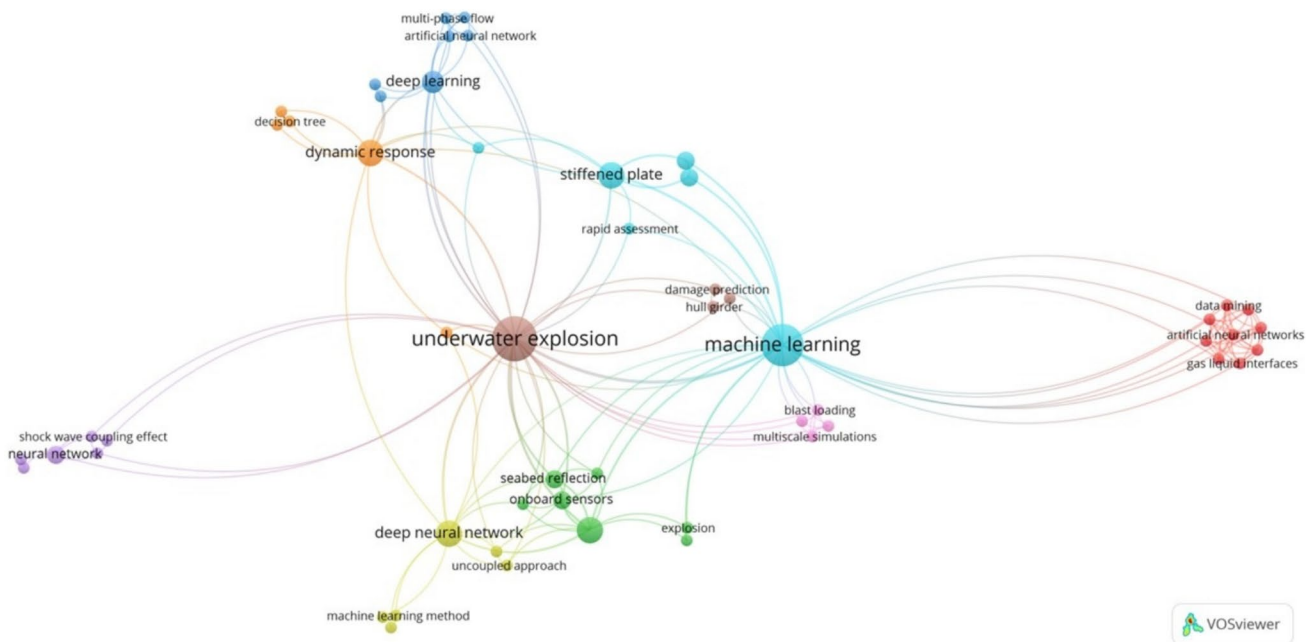 multi-phase flow
artificial neural network
deep learning
decision tree
dynamic response
stiffened plate
rapid assessment
damage prediction
data mining
hull girder
underwater explosion
machine learning
artificial neural networks
gas liquid interfaces
blast loading
shock wave coupling effect
multiscale simulations
neural network
seabed reflection
onboard sensors
deep neural network
explosion
uncoupled approach
machine learning method
VOSviewer